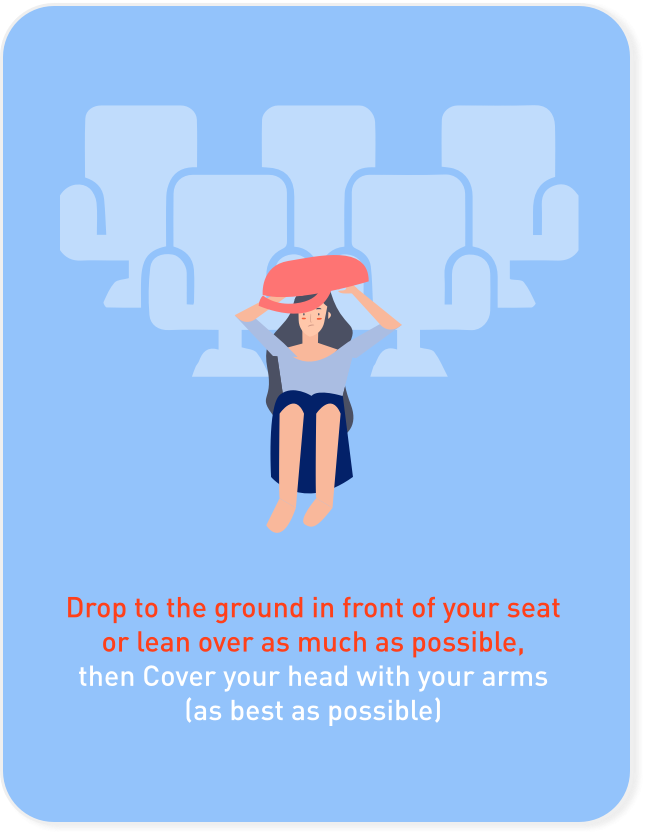 Drop to the ground in front of your seat
or lean over as much as possible,
then Cover your head with your arms
(as best as possible)